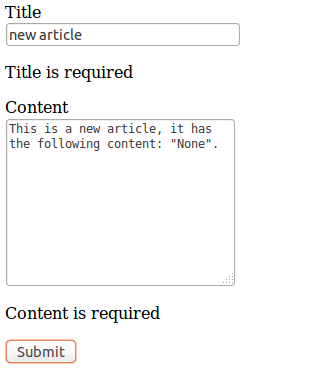 Title
new article
Title is required
Content
This is a new article, it has
the following content: "None".
Content is required
Submit